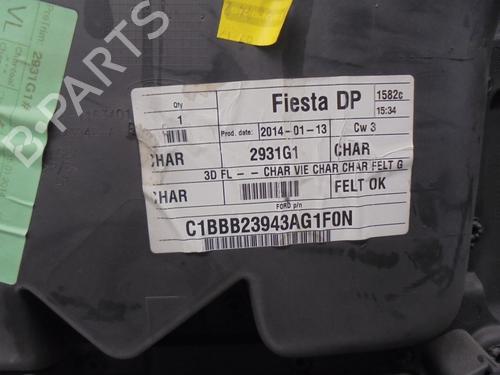 Qty
1
Fiesta DP
1582c
15:34
Prod. date: 2014-01-13
Cw 3
CHAR
2931G1
CHAR
3D FL - - CHAR VIE CHAR CHAR FELT G
CHAR
FELT OK
FORD p/n
C1BBB23943AG1F0N
B-PARTS
VL
2931G1